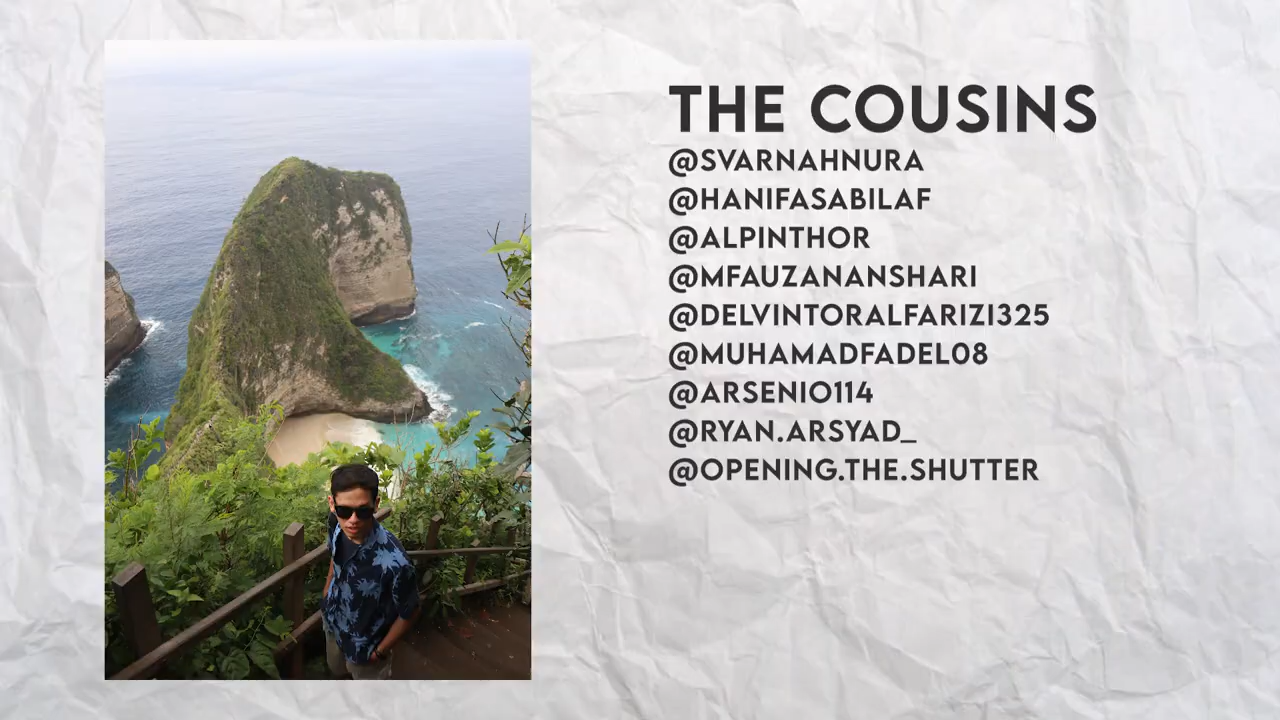 THE COUSINS
@SVARNAHNURA
@HANIFASABILAF
@ALPINTHOR
@MFAUZANANSHARI
@DELVINTORALFARIZI325
@MUHAMADFADEL08
@ARSENIO114
@RYAN.ARSYAD_
@OPENING.THE.SHUTTER